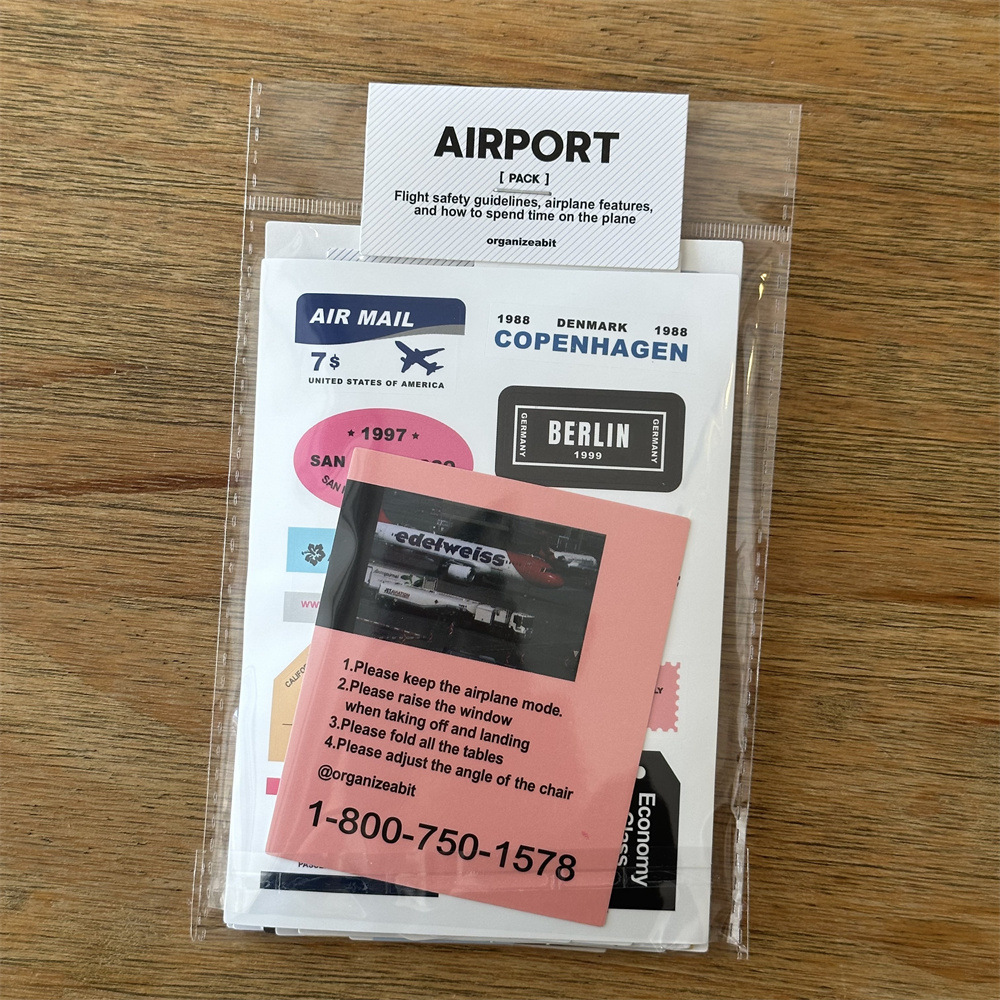 AIRPORT
[ PACK ]
Flight safety guidelines, airplane features,
and how to spend time on the plane
organizeabit
AIR MAIL
7$
UNITED STATES OF AMERICA
1988 DENMARK 1988
COPENHAGEN
1997
SAN
GERMANY
BERLIN
1999
GERMANY
edelweiss
1.Please keep the airplane mode.
2.Please raise the window
when taking off and landing
3.Please fold all the tables
4.Please adjust the angle of the chair
@organizeabit
1-800-750-1578
Economy
Class